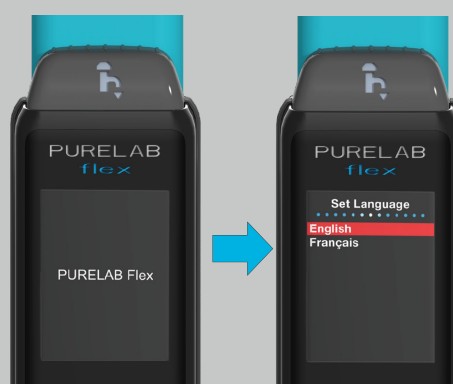 PURELAB
flex
PURELAB Flex
PURELAB
flex
Set Language
English
Français